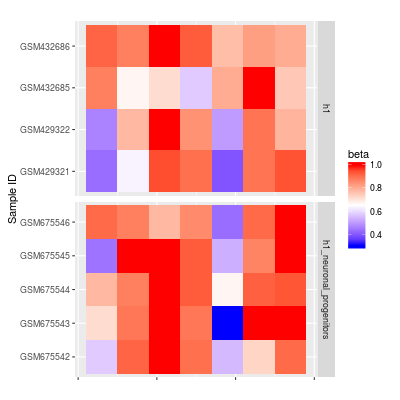 GSM432686
GSM432685
GSM429322
GSM429321
h1
GSM675546
GSM675545
GSM675544
GSM675543
GSM675542
h1_neuronal_progenitors
Sample ID
beta
1.0
0.8
0.6
0.4